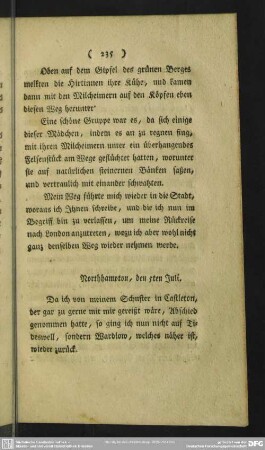 ( 235 )
Oben auf dem Gipfel des grünen Berges
melkten die Hirtinnen ihre Kühe, und kamen
dann mit den Milcheimern auf den Köpfen eben
diesen Weg herunter
Eine schöne Gruppe war es, da sich einige
dieser Mädchen, indem es an zu regnen fing,
mit ihren Milcheimern unter ein überhangendes
Felsenstück am Wege geflüchtet hatten, worunter
sie auf natürlichen steinernen Bänken saßen,
und vertraulich mit einander schwatzten.
Mein Weg führte mich wieder in die Stadt,
woraus ich Ihnen schreibe, und die ich nun im
Begriff bin zu verlassen, um meine Rückreise
nach London anzutreten, wozu ich aber wohl nicht
ganz denselben Weg wieder nehmen werde.
Northhampton, den
Juli.
Da ich von meinem Schuster in Castleton,
der gar zu gerne mit mir gereißt wäre, Abschied
genommen hatte, so ging ich nun nicht auf Ti-
deswell, sondern Wardlow, welches näher ist,
wieder zurück.
DFG